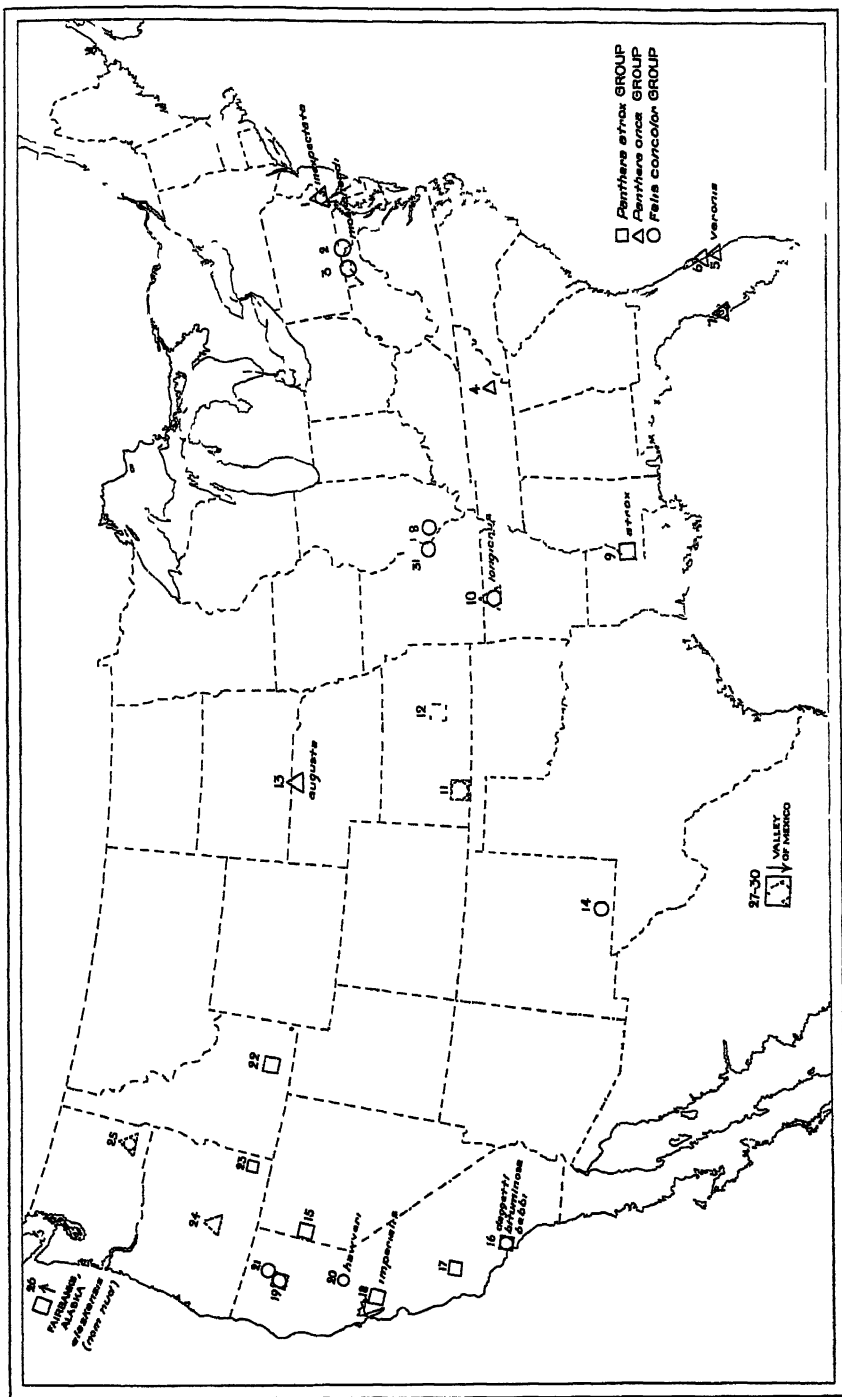 26
FAIRBANKS,
ALASKA
alaskensis
(nom nud)
25
24
23
22
21
19
15
20 hawveri
18
imperialis
17
16
daggetti
bituminosa
bebbi
13
augusta
12
11
14
27-30
VALLEY
OF MEXICO
31
8
10
longicrus
9
atrox
4
3
2
inexpectata
6
5
veronis
Panthera atrox GROUP
Panthera onca GROUP
Felis concolor GROUP